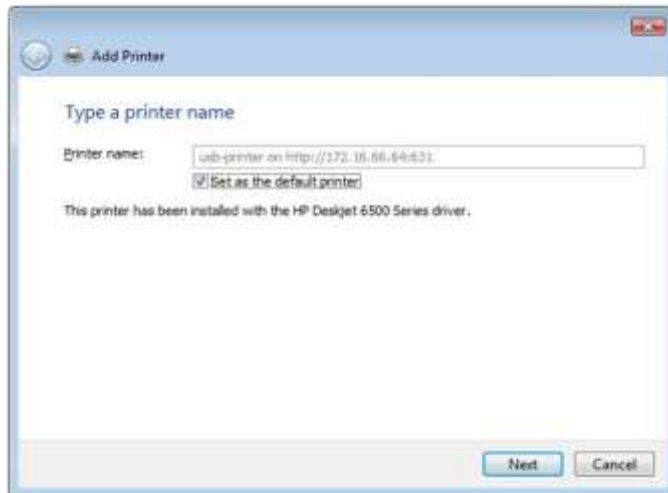 Add Printer
Type a printer name
Printer name: usb-printer on http://172.16.66.64:631
Set as the default printer
This printer has been installed with the HP Deskjet 6500 Series driver.
Next Cancel